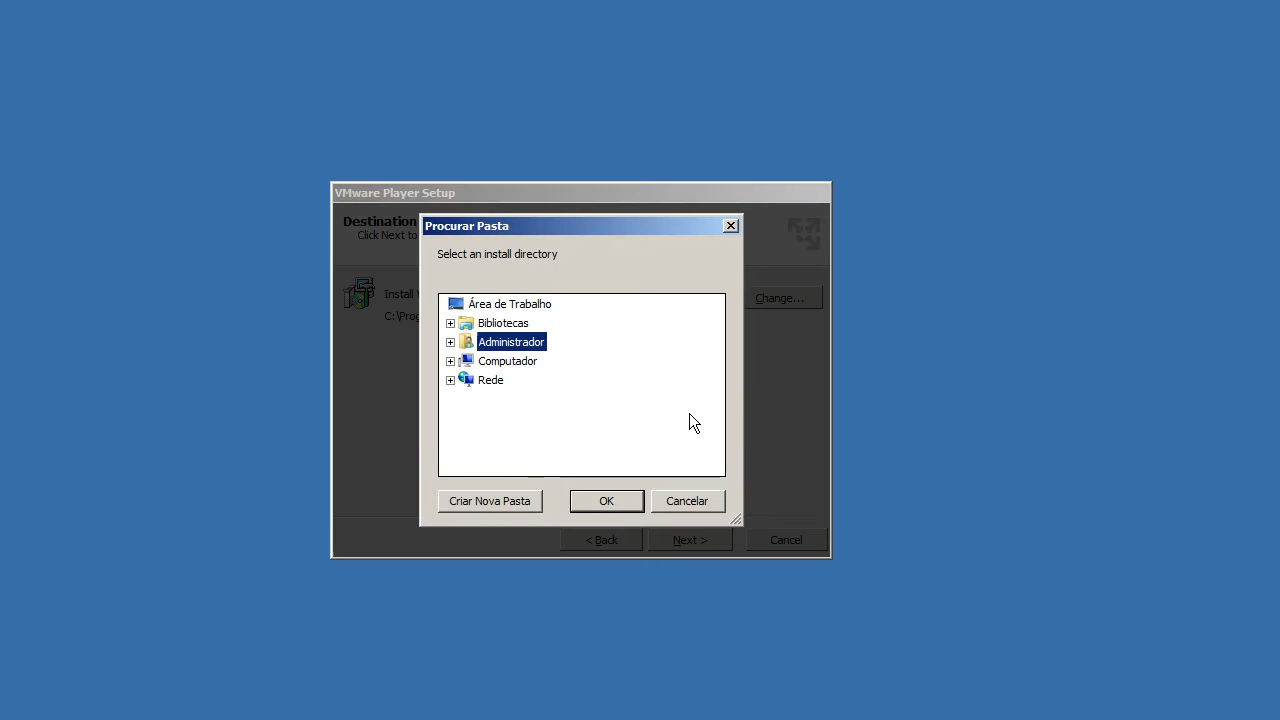 VMware Player Setup
Destination
Click Next to
Procurar Pasta
Select an install directory
Área de Trabalho
Bibliotecas
Administrador
Computador
Rede
Install
C:\Prog
Change...
Criar Nova Pasta
OK
Cancelar
< Back
Next >
Cancel